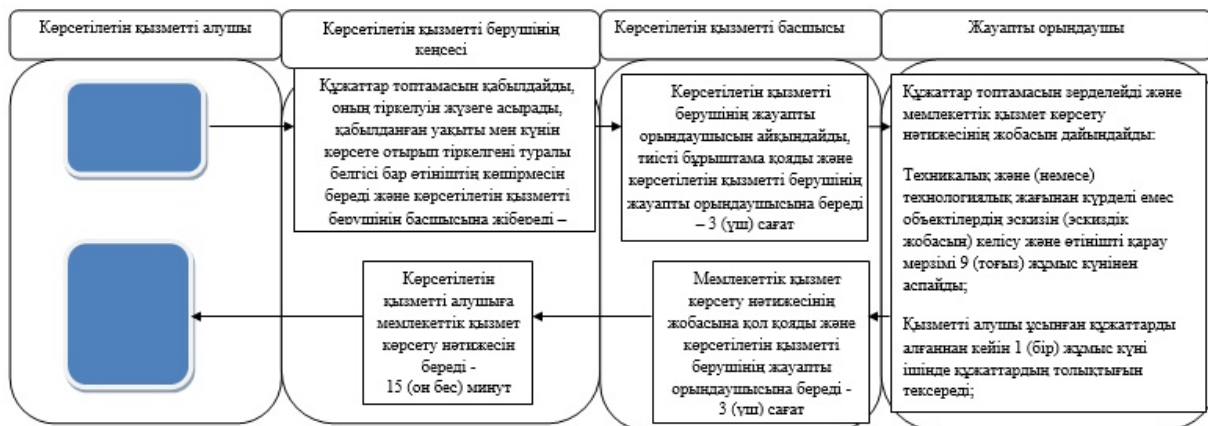 Көрсетілетін қызметті алушы
Көрсетілетін қызметті берушінің
кеңсесі
Көрсетілетін қызметті басшысы
Жауапты орындаушы
Құжаттар топтамасын қабылдайды,
оның тіркелуін жүзеге асырады,
қабылданған уақыты мен күнін
көрсете отырып тіркелгені туралы
белгісі бар өтініштің көшірмесін
береді және көрсетілетін қызметті
берушінің басшысына жібереді –
Көрсетілетін қызметті
берушінің жауапты
орындаушысын айқындайды,
тиісті бұрыштама қояды және
көрсетілетін қызметті берушінің
жауапты орындаушысына береді
– 3 (үш) сағат
Құжаттар топтамасын зерделейді және
мемлекеттік қызмет көрсету
нәтижесінің жобасын дайындайды:
Техникалық және (немесе)
технологиялық жағынан күрделі емес
объектілердің эскизін (эскиздік
жобасын) келісу және өтінішті қарау
мерзімі 9 (тоғыз) жұмыс күнінен
аспайды;
Қызметті алушы ұсынған құжаттарды
алғаннан кейін 1 (бір) жұмыс күні
ішінде құжаттардың толықтығын
тексереді;
Мемлекеттік қызмет
көрсету нәтижесінің
жобасына қол қояды және
көрсетілетін қызметті
берушінің жауапты
орындаушысына береді -
3 (үш) сағат
Көрсетілетін
қызметті алушыға
мемлекеттік қызмет
көрсету нәтижесін
береді -
15 (он бес) минут